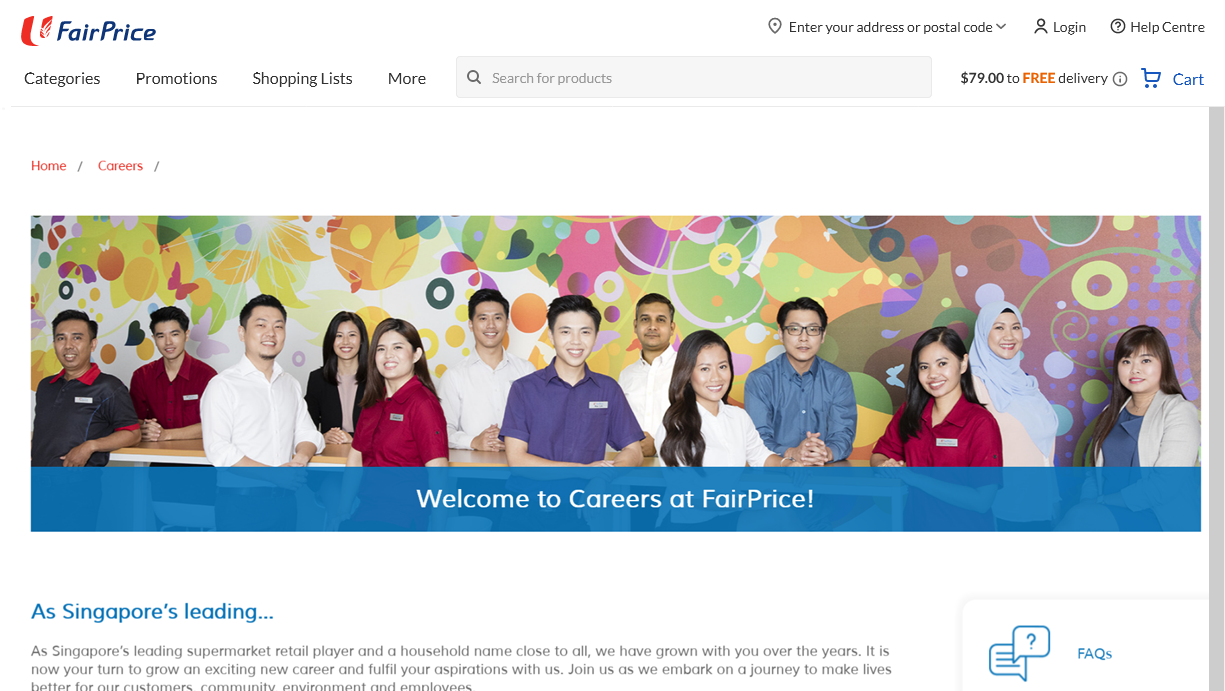 FairPrice
Enter your address or postal code
Login
Help Centre
Categories
Promotions
Shopping Lists
More
Search for products
$79.00 to FREE delivery
Cart
Home / Careers /
Welcome to Careers at FairPrice!
As Singapore's leading...
As Singapore's leading supermarket retail player and a household name close to all, we have grown with you over the years. It is
now your turn to grow an exciting new career and fulfil your aspirations with us. Join us as we embark on a journey to make lives
better for our customers, community, environment and employees.
FAQs